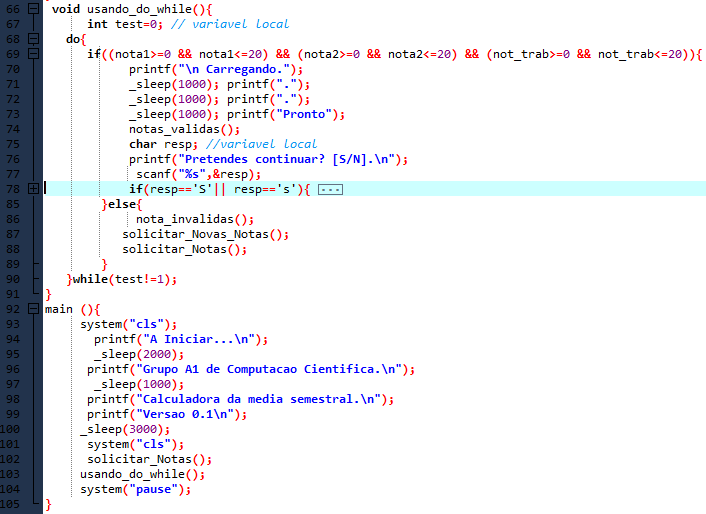 66 void usando_do_while(){
67 int test=0; // variavel local
68 do{
69 if((nota1>=0 && nota1<=20) && (nota2>=0 && nota2<=20) && (not_trab>=0 && not_trab<=20)){
70 printf("\n Carregando.");
71 _sleep(1000); printf(".");
72 _sleep(1000); printf(".");
73 _sleep(1000); printf("Pronto");
74 notas_validas();
75 char resp; //variavel local
76 printf("Pretendes continuar? [S/N].\n");
77 scanf("%s",&resp);
78 if(resp=='S'|| resp=='s'){ ...
85 }else{
86 nota_invalidas();
87 solicitar_Novas_Notas();
88 solicitar_Notas();
89 }
90 }while(test!=1);
91 }
92 main (){
93 system("cls");
94 printf("A Iniciar...\n");
95 _sleep(2000);
96 printf("Grupo A1 de Computacao Cientifica.\n");
97 _sleep(1000);
98 printf("Calculadora da media semestral.\n");
99 printf("Versao 0.1\n");
100 _sleep(3000);
101 system("cls");
102 solicitar_Notas();
103 usando_do_while();
104 system("pause");
105 }